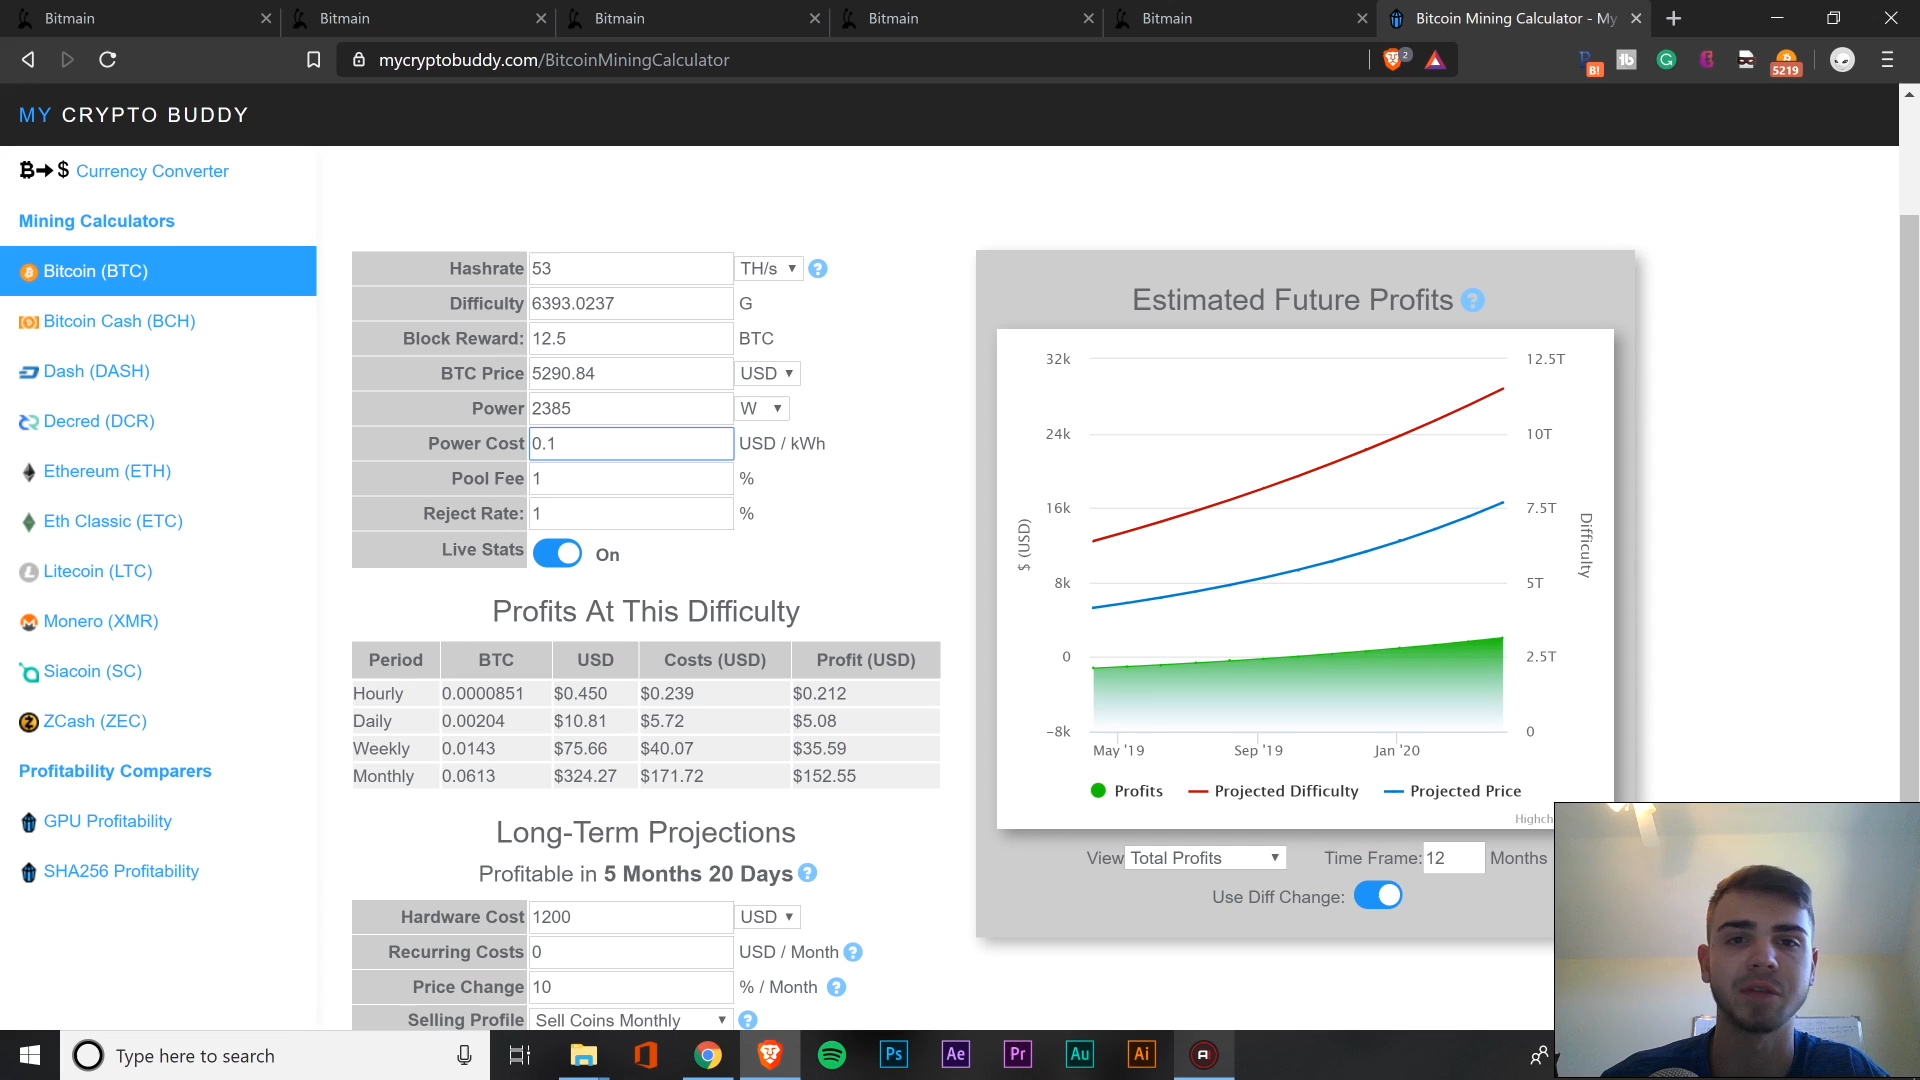 Bitmain
Bitmain
Bitmain
Bitmain
Bitmain
Bitcoin Mining Calculator - My
mycryptobuddy.com/BitcoinMiningCalculator
2
B!
tb
G
5219
MY CRYPTO BUDDY
B→$ Currency Converter
Mining Calculators
Bitcoin (BTC)
Bitcoin Cash (BCH)
Dash (DASH)
Decred (DCR)
Ethereum (ETH)
Eth Classic (ETC)
Litecoin (LTC)
Monero (XMR)
Siacoin (SC)
ZCash (ZEC)
Profitability Comparers
GPU Profitability
SHA256 Profitability
Hashrate 53 TH/s ?
Difficulty 6393.0237 G
Block Reward: 12.5 BTC
BTC Price 5290.84 USD
Power 2385 W
Power Cost 0.1 USD / kWh
Pool Fee 1 %
Reject Rate: 1 %
Live Stats On
Profits At This Difficulty
Period BTC USD Costs (USD) Profit (USD)
Hourly 0.0000851 $0.450 $0.239 $0.212
Daily 0.00204 $10.81 $5.72 $5.08
Weekly 0.0143 $75.66 $40.07 $35.59
Monthly 0.0613 $324.27 $171.72 $152.55
Long-Term Projections
Profitable in 5 Months 20 Days ?
Hardware Cost 1200 USD
Recurring Costs 0 USD / Month ?
Price Change 10 % / Month ?
Selling Profile Sell Coins Monthly ?
Estimated Future Profits ?
32k 12.5T
24k 10T
16k 7.5T
8k 5T
0 2.5T
-8k 0
$ (USD)
Difficulty
May '19 Sep '19 Jan '20
Profits Projected Difficulty Projected Price
Highch
View Total Profits Time Frame: 12 Months
Use Diff Change:
Type here to search
Ps
Ae
Pr
Au
Ai
A